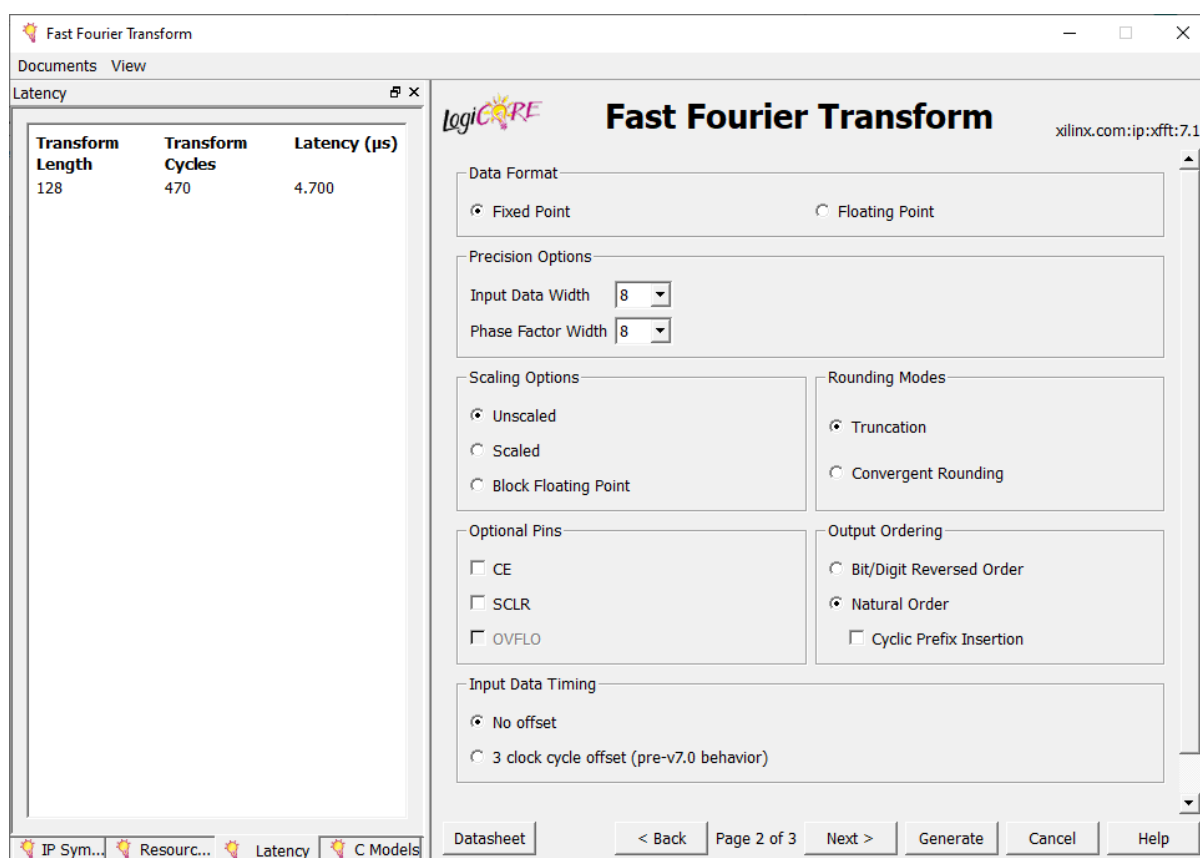 Fast Fourier Transform
Documents View
Latency
Transform Length Transform Cycles Latency (µs)
128 470 4.700
IP Sym... Resourc... Latency C Models
LogiCORE
Fast Fourier Transform
xilinx.com:ip:xfft:7.1
Data Format
Fixed Point Floating Point
Precision Options
Input Data Width 8
Phase Factor Width 8
Scaling Options
Unscaled
Scaled
Block Floating Point
Rounding Modes
Truncation
Convergent Rounding
Optional Pins
CE
SCLR
OVFLO
Output Ordering
Bit/Digit Reversed Order
Natural Order
Cyclic Prefix Insertion
Input Data Timing
No offset
3 clock cycle offset (pre-v7.0 behavior)
Datasheet < Back Page 2 of 3 Next > Generate Cancel Help